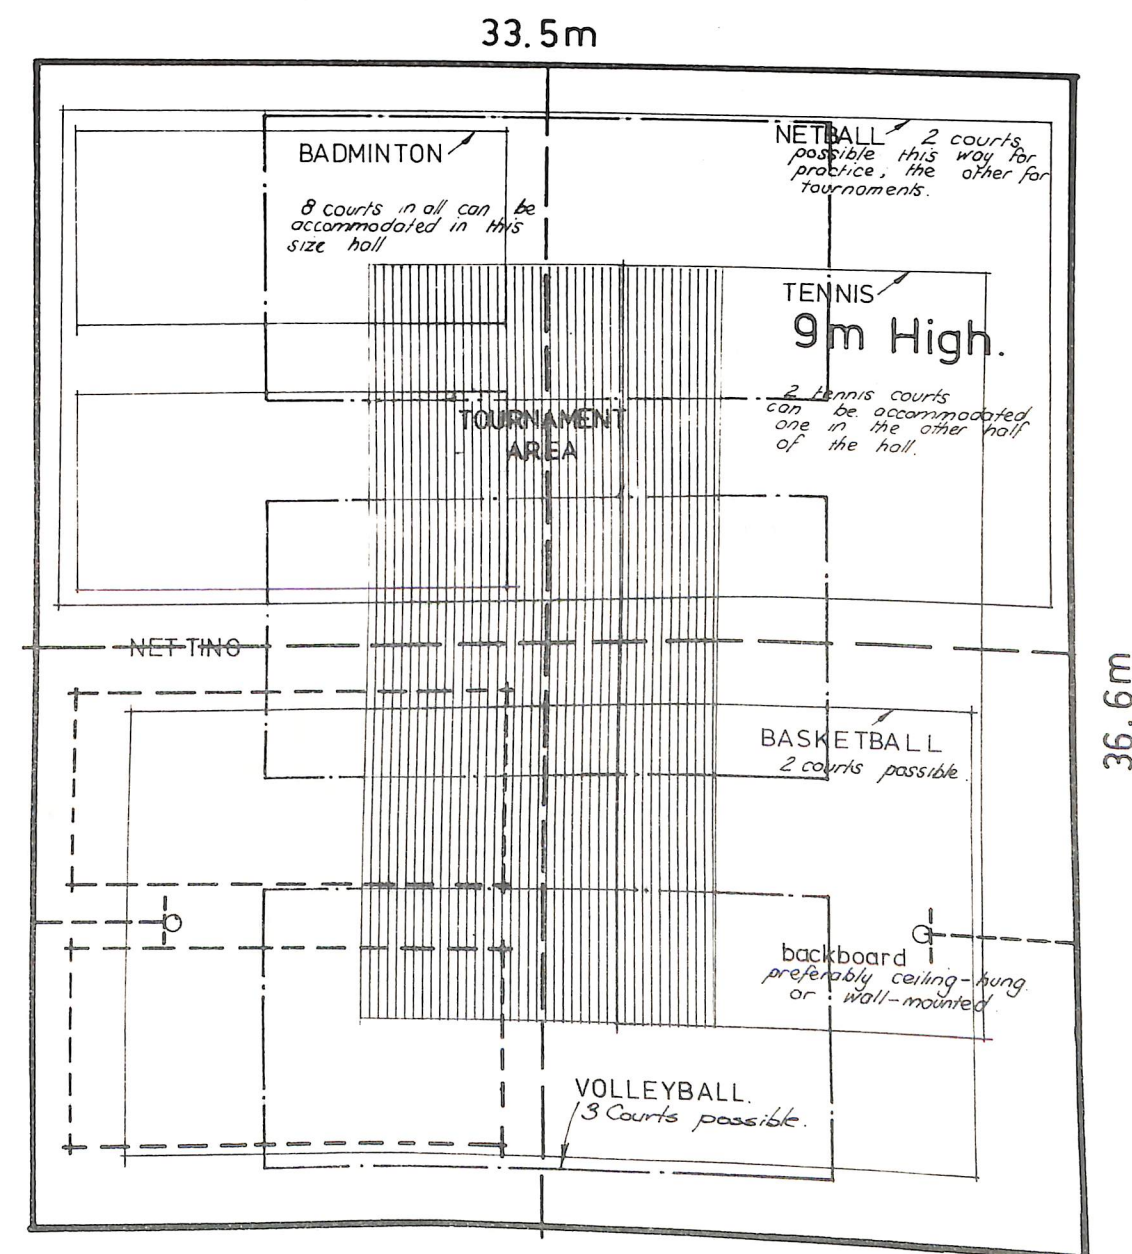 33.5m
BADMINTON
8 courts in all can be
accommodated in this
size hall
NETBALL 2 courts
possible this way for
practice, the other for
tournaments.
TENNIS
9m High.
2 tennis courts
can be accommodated
one in the other half
of the hall.
TOURNAMENT
AREA
NETTING
36.6m
BASKETBALL
2 courts possible.
backboard
preferably ceiling-hung
or wall-mounted
VOLLEYBALL.
3 Courts possible.